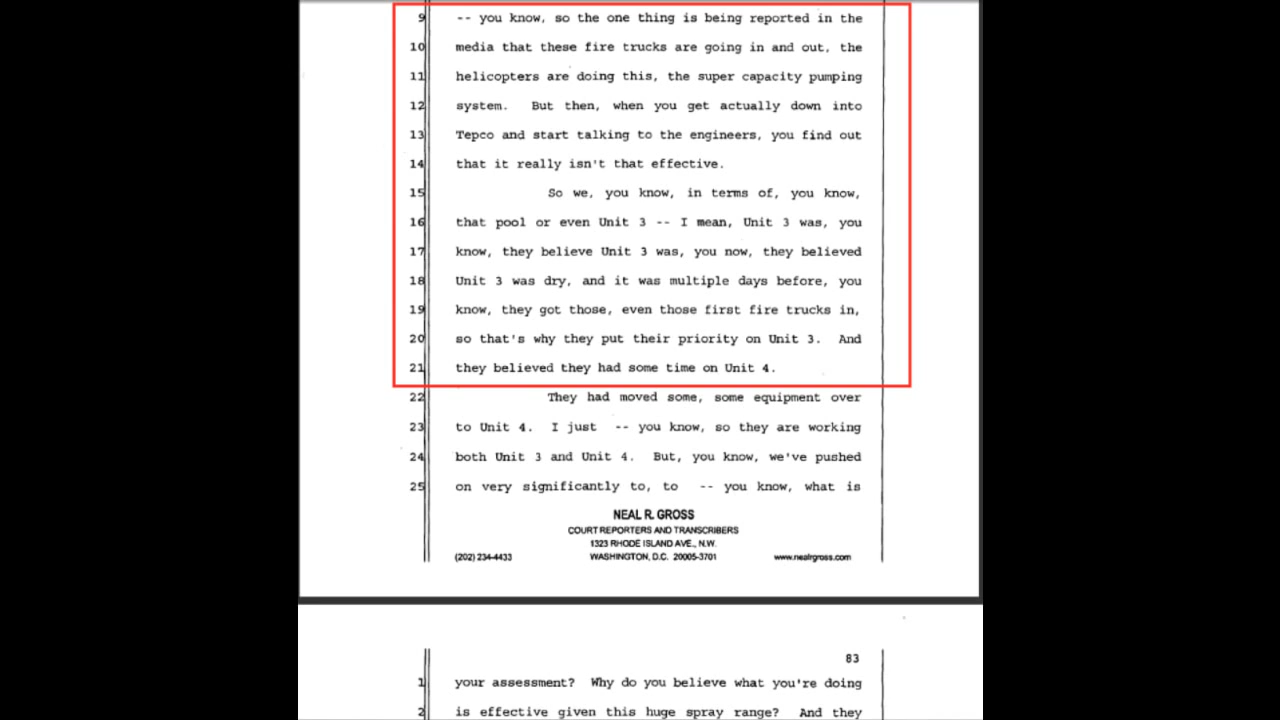 9 -- you know, so the one thing is being reported in the
10 media that these fire trucks are going in and out, the
11 helicopters are doing this, the super capacity pumping
12 system. But then, when you get actually down into
13 Tepco and start talking to the engineers, you find out
14 that it really isn't that effective.
15 So we, you know, in terms of, you know,
16 that pool or even Unit 3 -- I mean, Unit 3 was, you
17 know, they believe Unit 3 was, you now, they believed
18 Unit 3 was dry, and it was multiple days before, you
19 know, they got those, even those first fire trucks in,
20 so that's why they put their priority on Unit 3. And
21 they believed they had some time on Unit 4.
22 They had moved some, some equipment over
23 to Unit 4. I just -- you know, so they are working
24 both Unit 3 and Unit 4. But, you know, we've pushed
25 on very significantly to, to -- you know, what is
NEAL R. GROSS
COURT REPORTERS AND TRANSCRIBERS
1323 RHODE ISLAND AVE., N.W.
(202) 234-4433 WASHINGTON, D.C. 20005-3701 www.nealrgross.com
83
1 your assessment? Why do you believe what you're doing
2 is effective given this huge spray range? And they